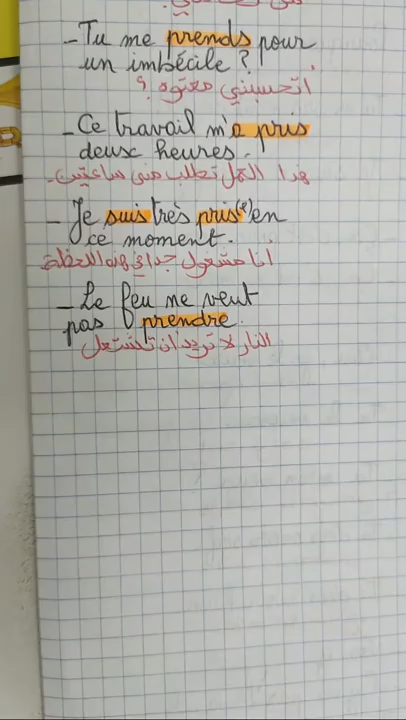 - Tu me prends pour
un imbécile ?
أتحسبني معتوه ؟
- Ce travail m'a pris
deux heures.
هذا العمل تطلب مني ساعتين.
- Je suis très pris(e) en
ce moment.
أنا مشغول جدا في هذه اللحظة.
- Le feu ne veut
pas prendre.
النار لا تريد أن تشتعل